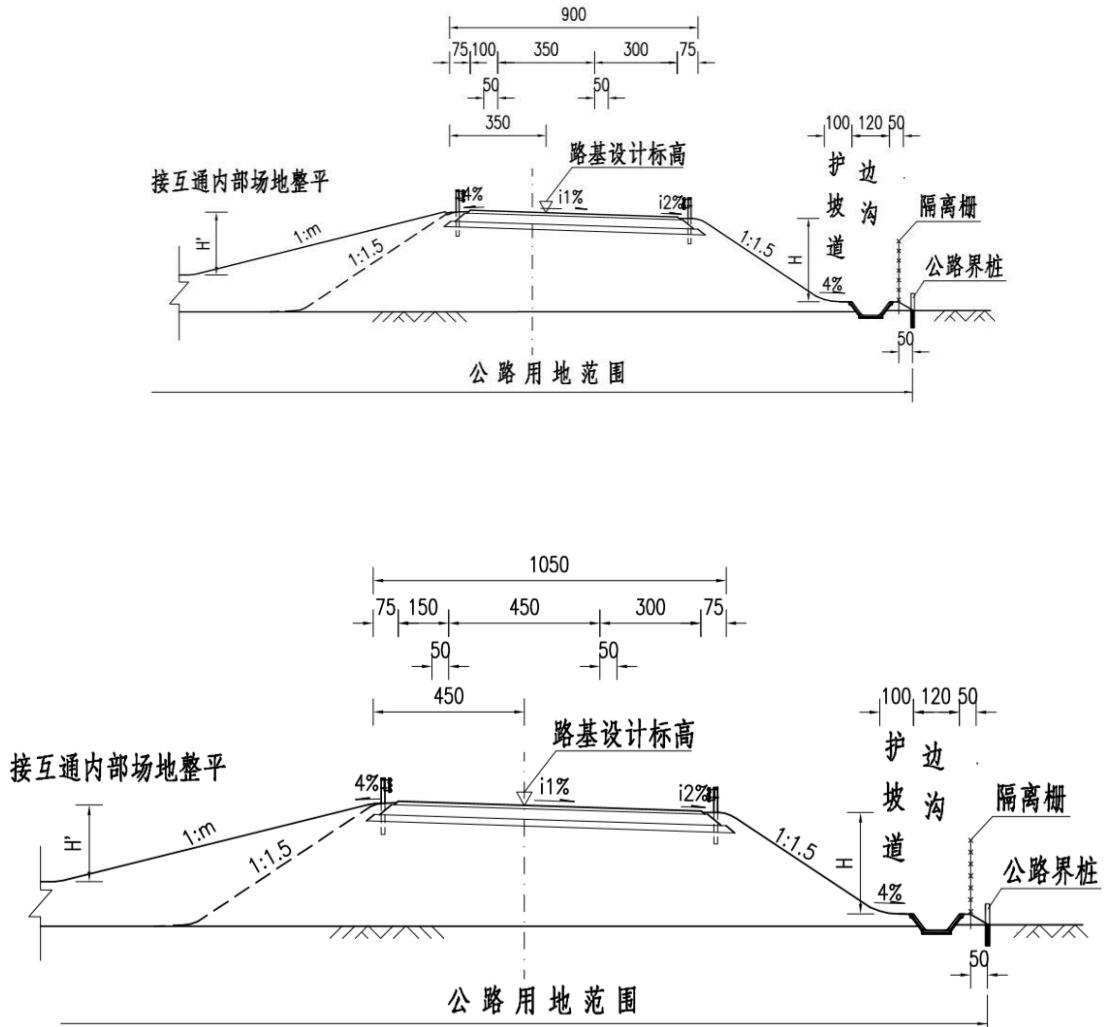 900
75 100 350 300 75
50 50
350
100 120 50
路基设计标高
护坡道
边沟
接互通内部场地整平
4%
i1%
i2%
隔离栅
H'
1:m
1:1.5
1:1.5
H
公路界桩
4%
50
公路用地范围
1050
75 150 450 300 75
50 50
450
100 120 50
路基设计标高
护坡道
边沟
接互通内部场地整平
4%
i1%
i2%
隔离栅
H'
1:m
1:1.5
1:1.5
H
公路界桩
4%
50
公路用地范围